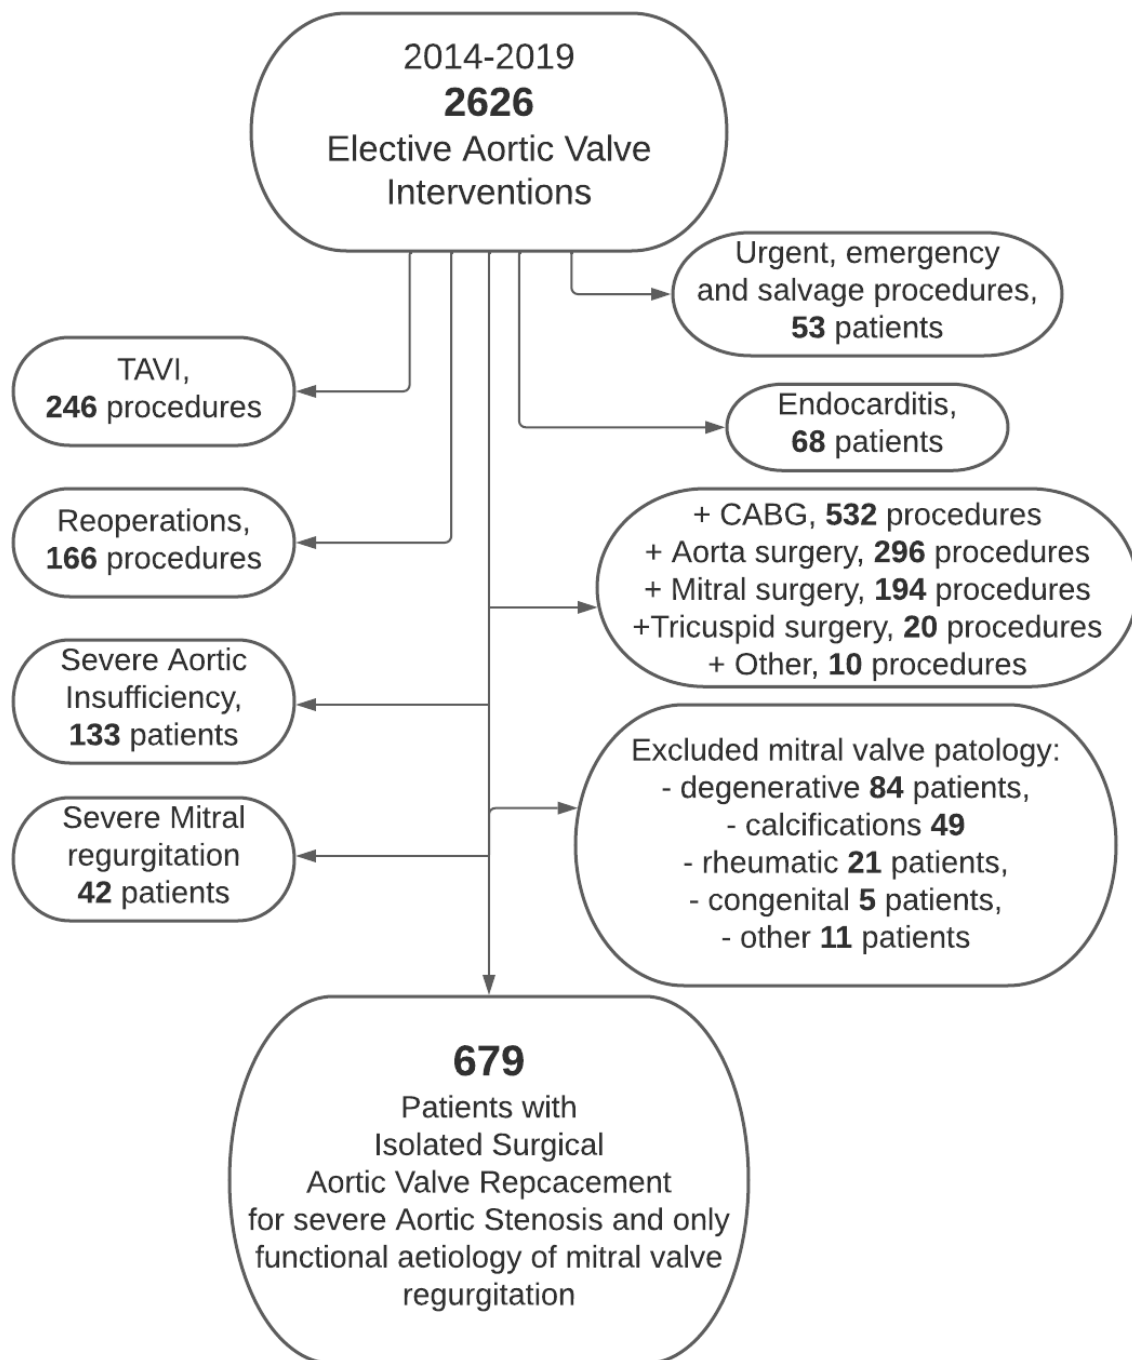 2014-2019
2626
Elective Aortic Valve
Interventions
Urgent, emergency
and salvage procedures,
53 patients
TAVI,
246 procedures
Endocarditis,
68 patients
Reoperations,
166 procedures
+ CABG, 532 procedures
+ Aorta surgery, 296 procedures
+ Mitral surgery, 194 procedures
+Tricuspid surgery, 20 procedures
+ Other, 10 procedures
Severe Aortic
Insufficiency,
133 patients
Excluded mitral valve patology:
- degenerative 84 patients,
- calcifications 49
- rheumatic 21 patients,
- congenital 5 patients,
- other 11 patients
Severe Mitral
regurgitation
42 patients
679
Patients with
Isolated Surgical
Aortic Valve Repcacement
for severe Aortic Stenosis and only
functional aetiology of mitral valve
regurgitation